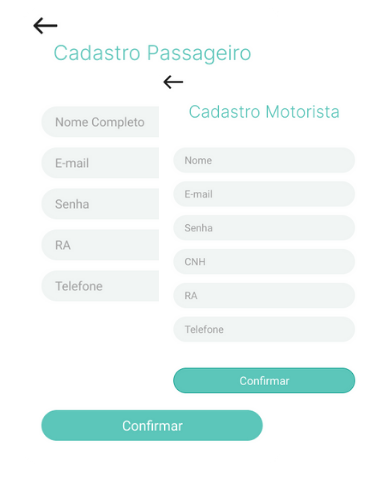 Cadastro Passageiro
Nome Completo
E-mail
Senha
RA
Telefone
Confirmar
Cadastro Motorista
Nome
E-mail
Senha
CNH
RA
Telefone
Confirmar